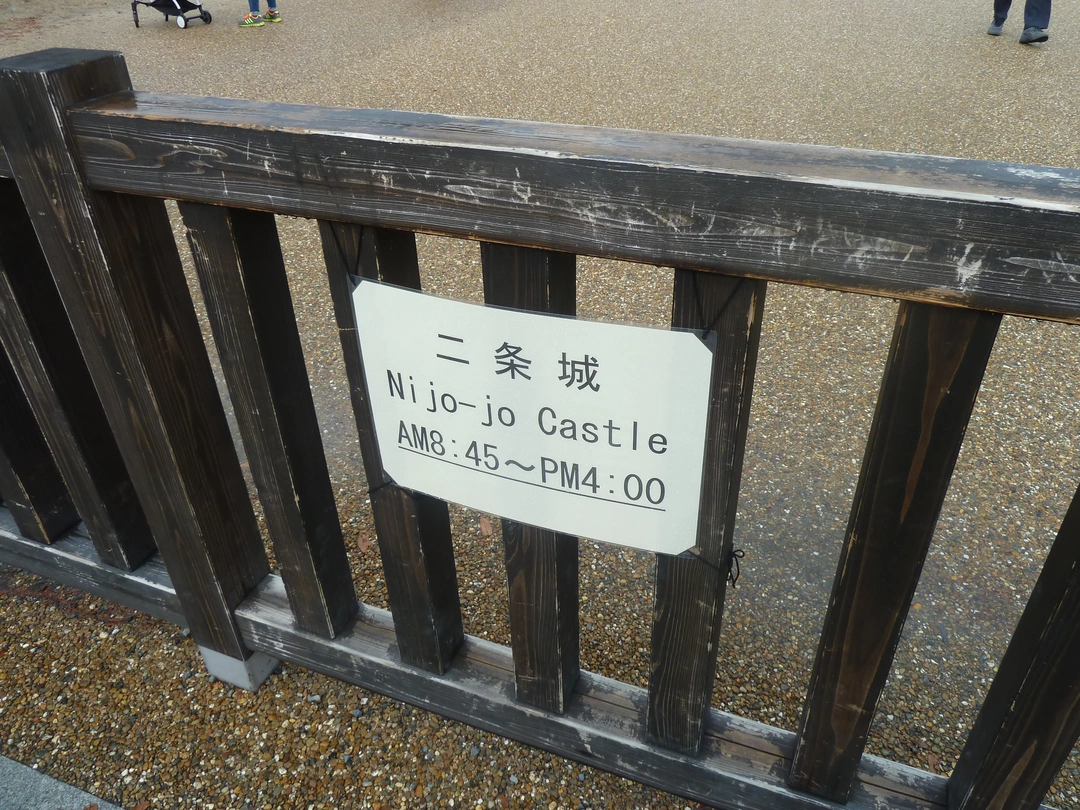 二条城
Nijo-jo Castle
AM8:45～PM4:00